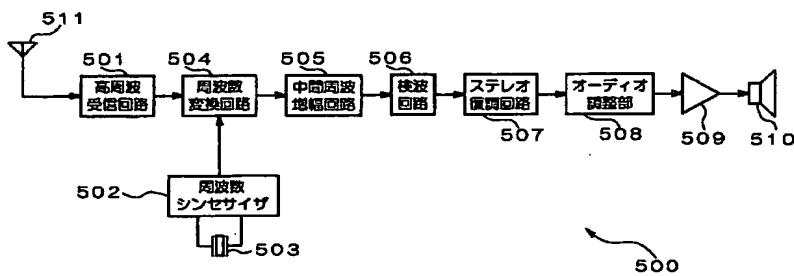 511
501
504
505
506
高周波
受信回路
周波数
変換回路
中間周波
増幅回路
検波
回路
ステレオ
復調回路
オーディオ
調整部
507
508
509
510
502
周波数
シンセサイザ
503
500